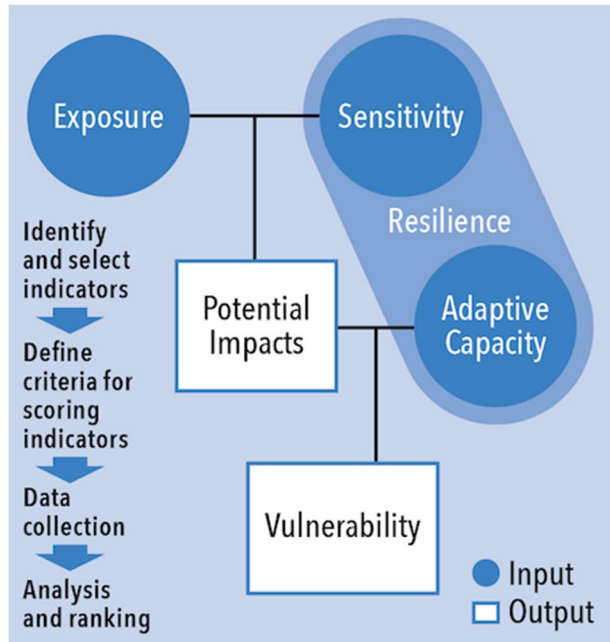 Exposure
Sensitivity
Resilience
Identify
and select
indicators
Potential
Impacts
Adaptive
Capacity
Define
criteria for
scoring
indicators
Data
collection
Vulnerability
Analysis
and ranking
Input
Output